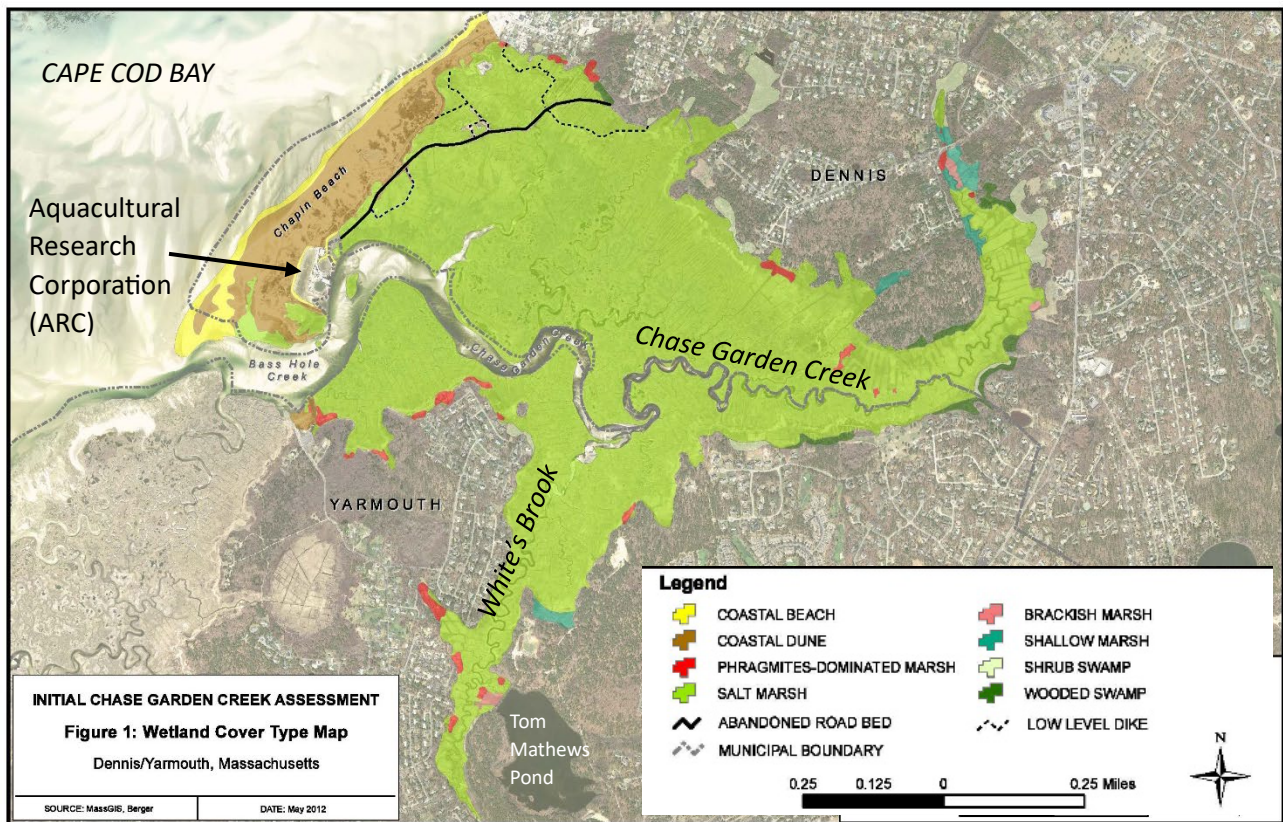 CAPE COD BAY
Chapin Beach
Aquacultural
Research
Corporation
(ARC)
DENNIS
Bass Hole
Creek
Chase Garden Creek
Chase Garden Creek
YARMOUTH
White's Brook
Tom
Mathews
Pond
INITIAL CHASE GARDEN CREEK ASSESSMENT
Figure 1: Wetland Cover Type Map
Dennis/Yarmouth, Massachusetts
SOURCE: MassGIS, Berger
DATE: May 2012
Legend
COASTAL BEACH
COASTAL DUNE
PHRAGMITES-DOMINATED MARSH
SALT MARSH
ABANDONED ROAD BED
MUNICIPAL BOUNDARY
BRACKISH MARSH
SHALLOW MARSH
SHRUB SWAMP
WOODED SWAMP
LOW LEVEL DIKE
N
0.25 0.125 0 0.25 Miles